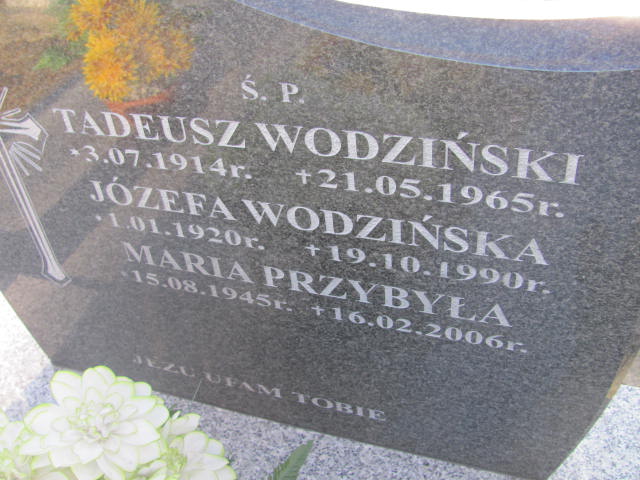 Ś. P.
TADEUSZ WODZIŃSKI
*3.07.1914r. +21.05.1965r.
JÓZEFA WODZIŃSKA
*1.01.1920r. +19.10.1990r.
MARIA PRZYBYŁA
*15.08.1945r. +16.02.2006r.
JEZU UFAM TOBIE